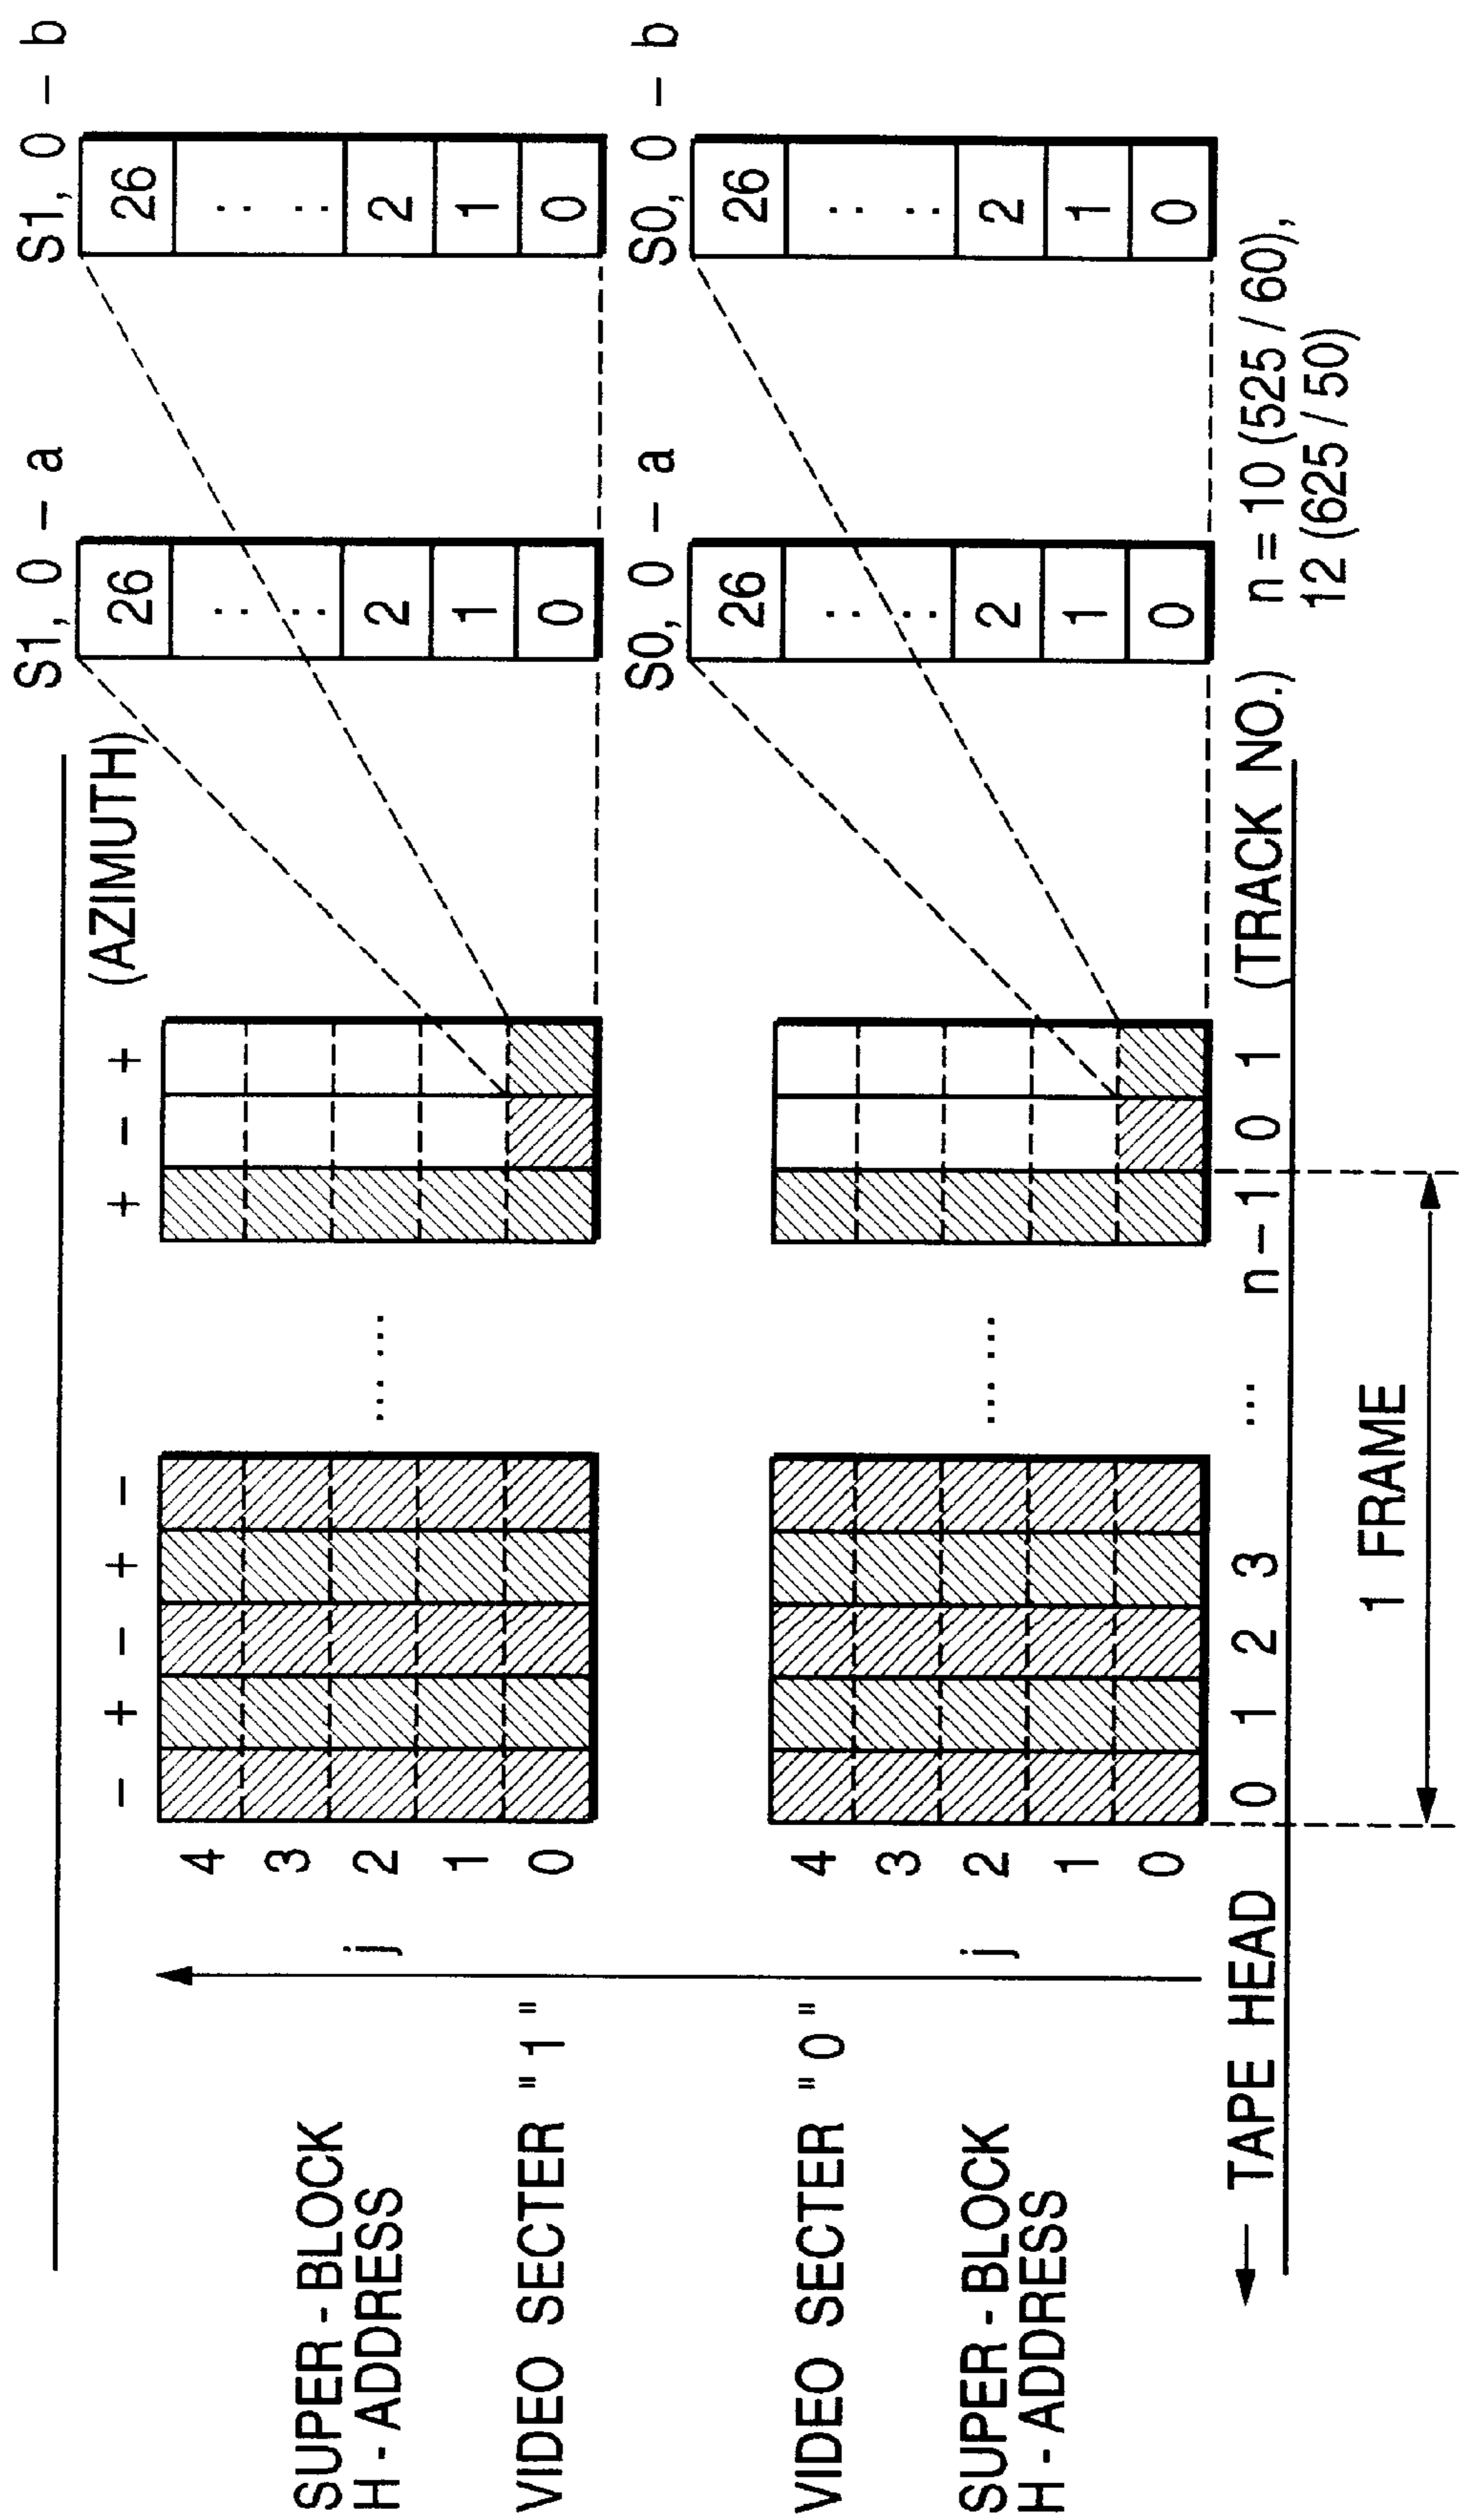 S1, 0 - a
S1, 0 - b
- + - + - + - + (AZIMUTH)
26 26
: : : :
2 2
1 1
0 0
4
3
2
1
0
j
.....
SUPER - BLOCK
H - ADDRESS
VIDEO SECTER "1"
S0, 0 - a
S0, 0 - b
VIDEO SECTER "0"
26 26
: : : :
2 2
1 1
0 0
4
3
2
1
0
j
.....
SUPER - BLOCK
H - ADDRESS
TAPE HEAD
0 1 2 3 ... n-1 0 1 (TRACK NO.)
n = 10 (525 / 60),
12 (625 / 50)
1 FRAME